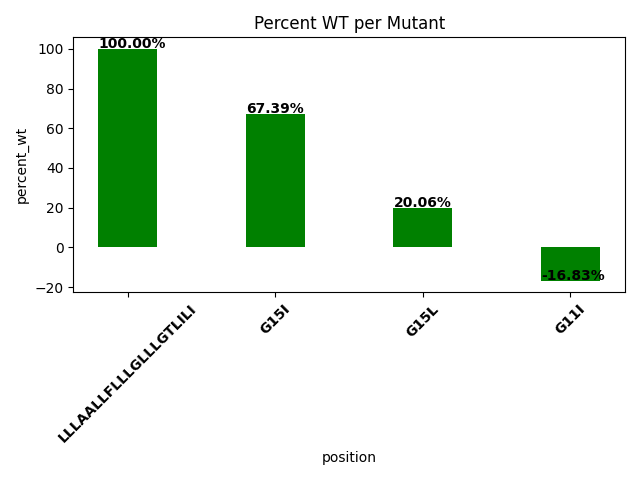 Percent WT per Mutant
100.00%
67.39%
20.06%
-16.83%
percent_wt
100
80
60
40
20
0
−20
LLLAALLFLLLGLLLGTLILI
G15I
G15L
G11I
position